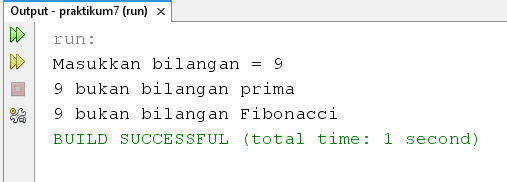 Output - praktikum7 (run)
run:
Masukkan bilangan = 9
9 bukan bilangan prima
9 bukan bilangan Fibonacci
BUILD SUCCESSFUL (total time: 1 second)